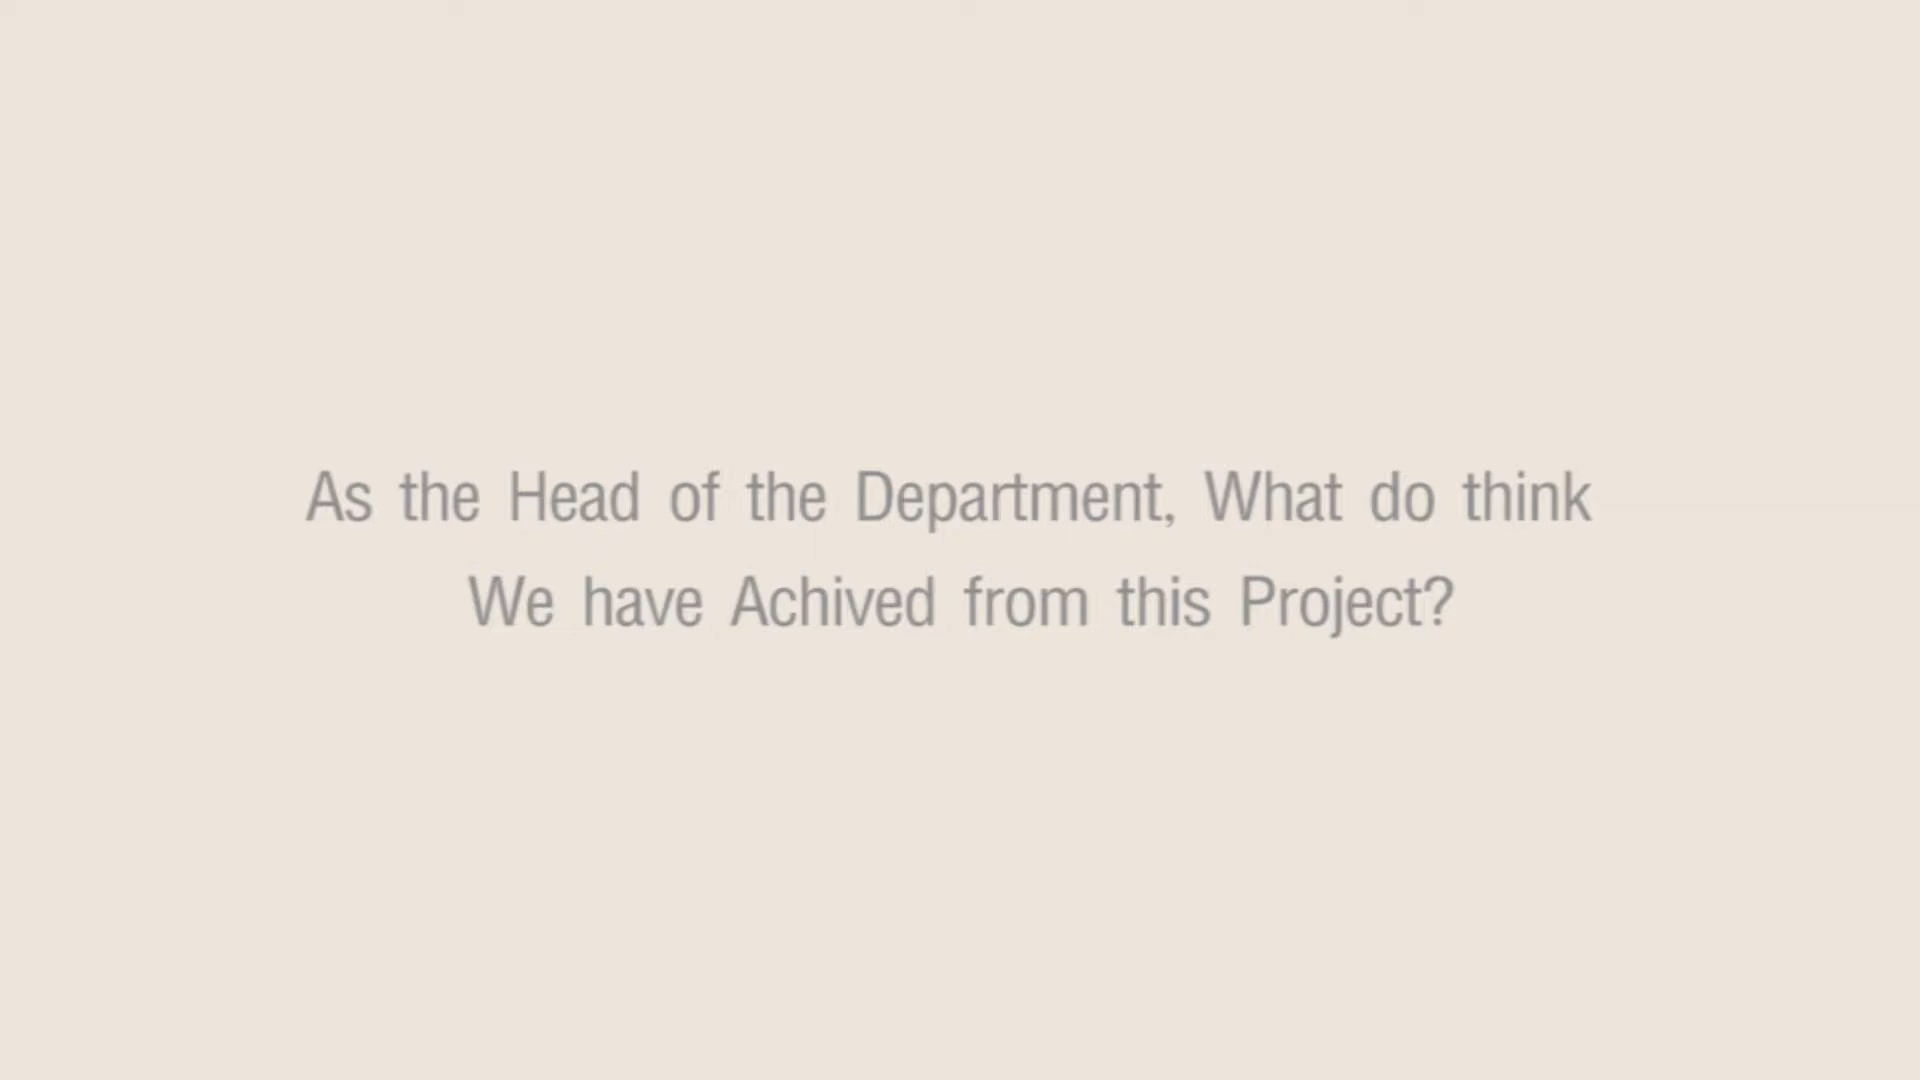 As the Head of the Department, What do think
We have Achived from this Project?